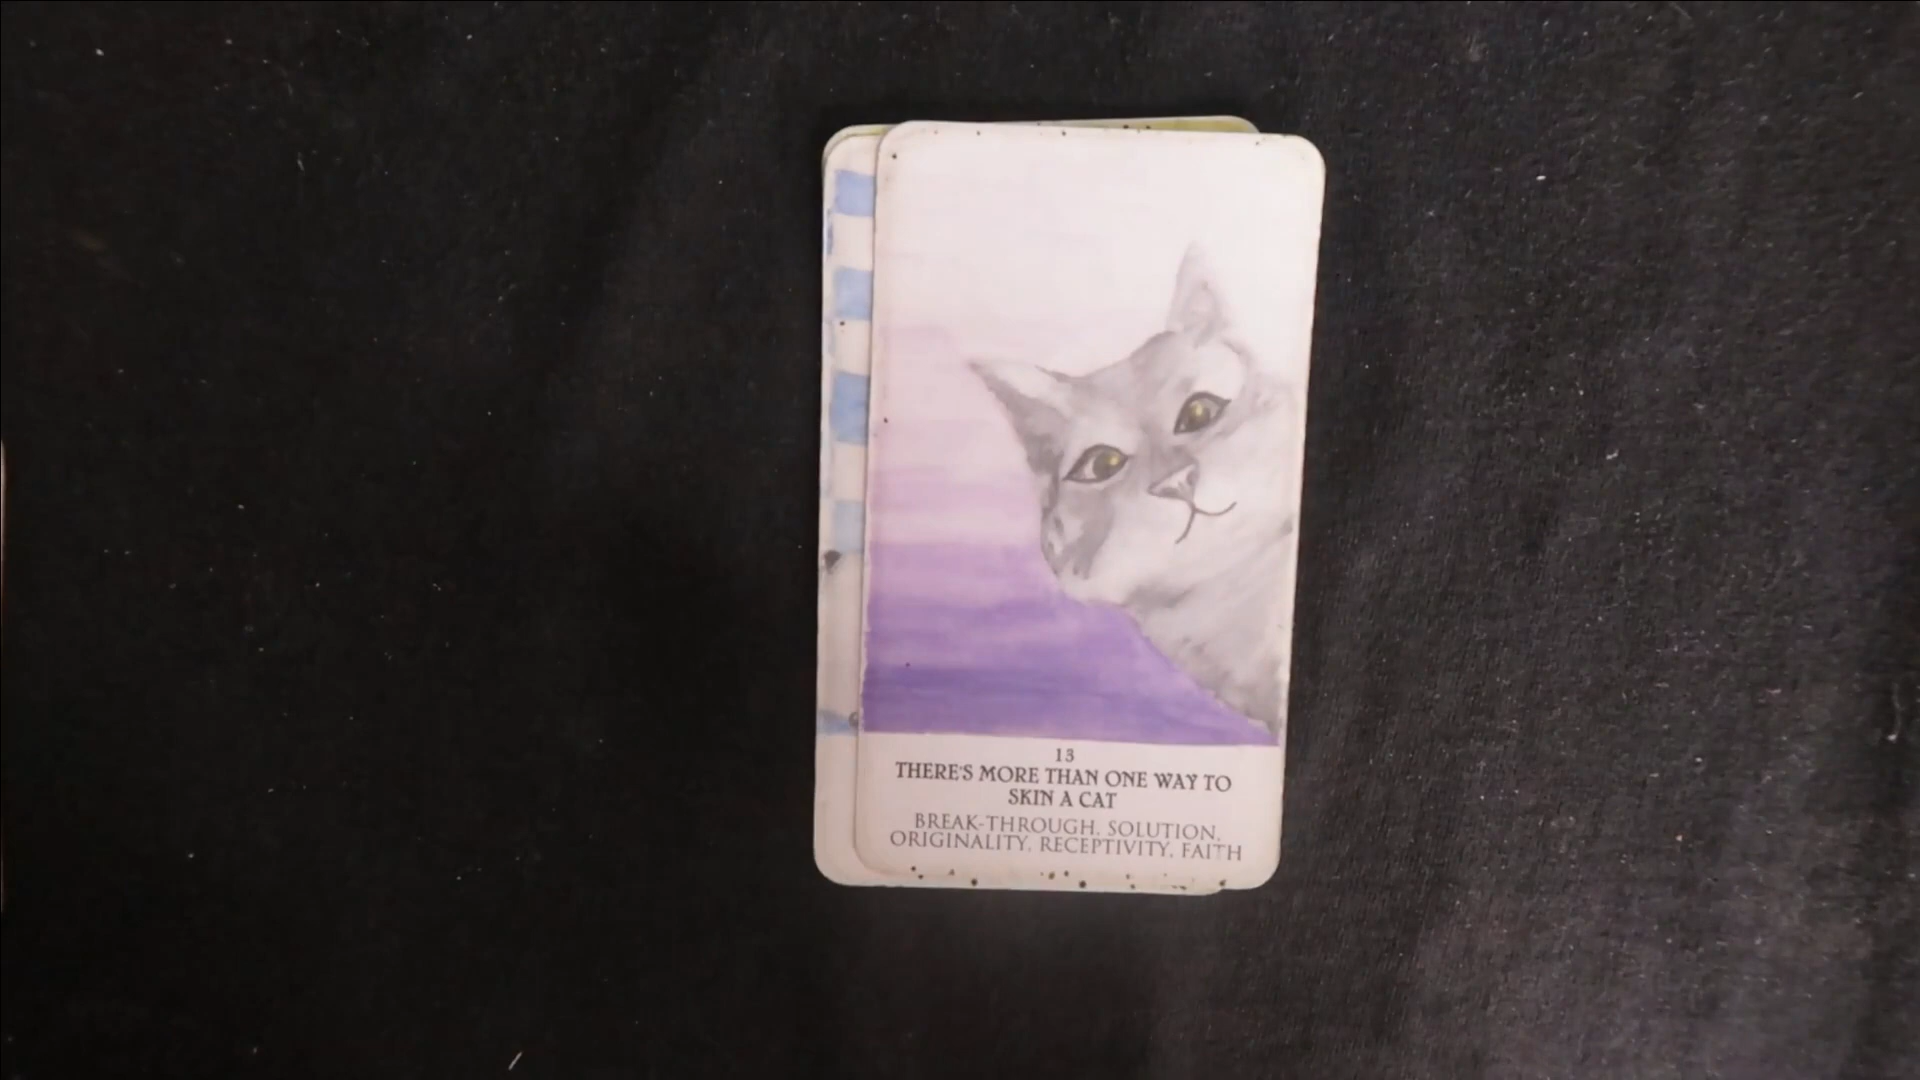 13
THERE'S MORE THAN ONE WAY TO
SKIN A CAT
BREAK-THROUGH, SOLUTION,
ORIGINALITY, RECEPTIVITY, FAITH